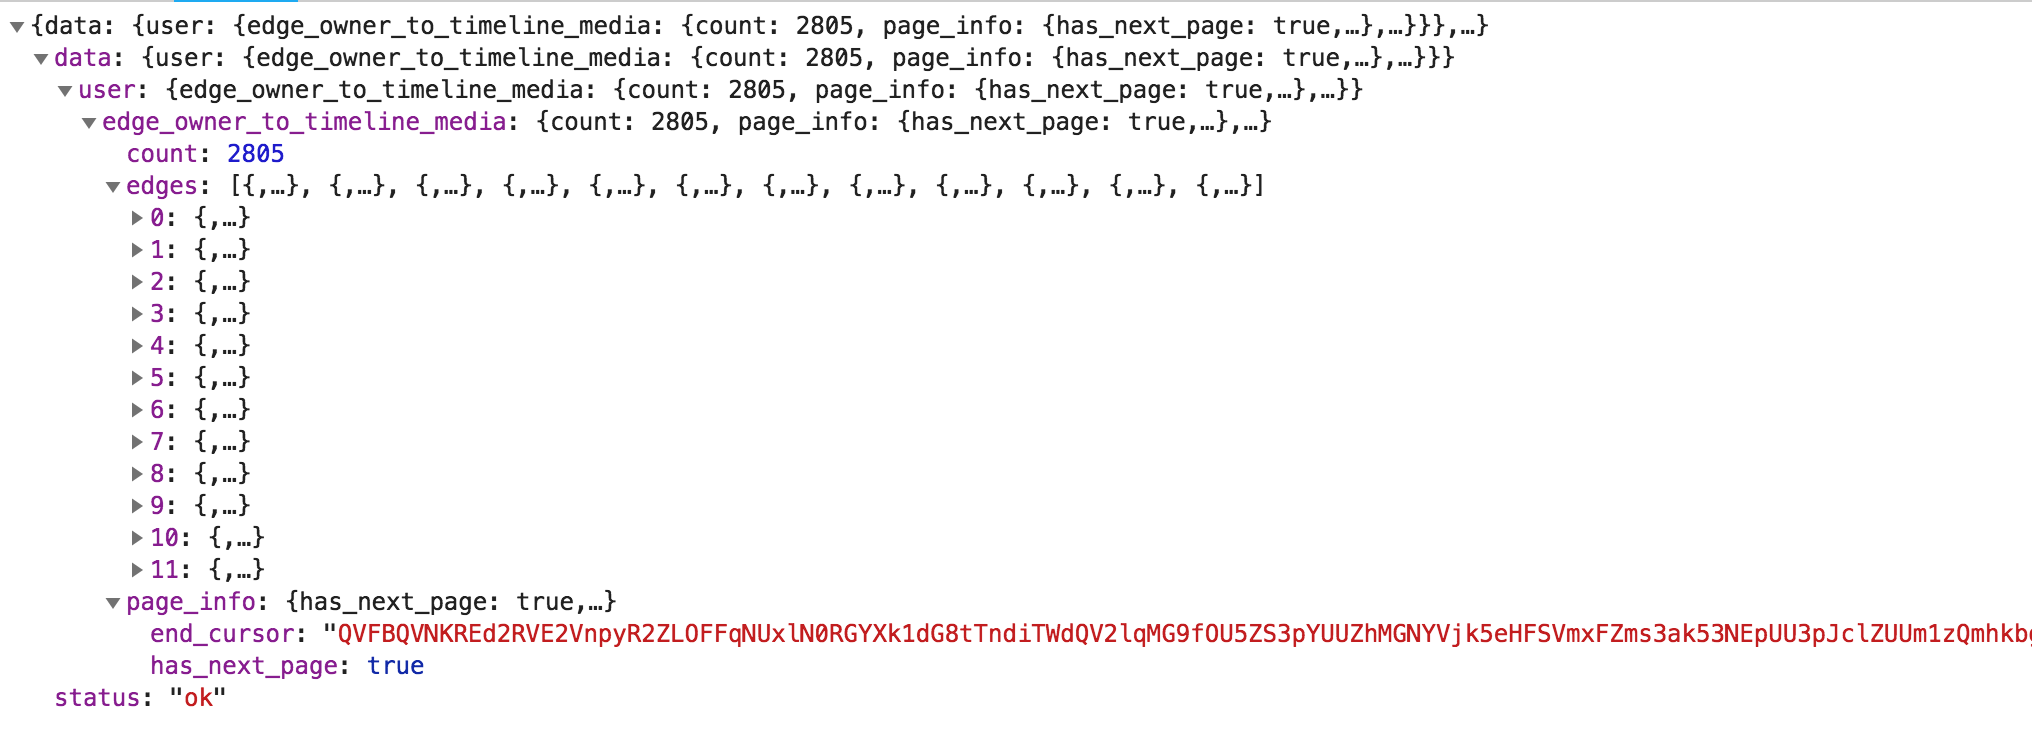 {data: {user: {edge_owner_to_timeline_media: {count: 2805, page_info: {has_next_page: true,…},…}}},…}
data: {user: {edge_owner_to_timeline_media: {count: 2805, page_info: {has_next_page: true,…},…}}}
user: {edge_owner_to_timeline_media: {count: 2805, page_info: {has_next_page: true,…},…}}
edge_owner_to_timeline_media: {count: 2805, page_info: {has_next_page: true,…},…}
count: 2805
edges: [{,…}, {,…}, {,…}, {,…}, {,…}, {,…}, {,…}, {,…}, {,…}, {,…}, {,…}, {,…}]
0: {,…}
1: {,…}
2: {,…}
3: {,…}
4: {,…}
5: {,…}
6: {,…}
7: {,…}
8: {,…}
9: {,…}
10: {,…}
11: {,…}
page_info: {has_next_page: true,…}
end_cursor: "QVFBQVNKREd2RVE2VnpyR2ZLOFFqNUxlN0RGYXk1dG8tTndiTWdQV2lqMG9fOU5ZS3pYUUZhMGNYVjk5eHFSVmxFZms3ak53NEpUU3pJclZUUm1zQmhkb
has_next_page: true
status: "ok"